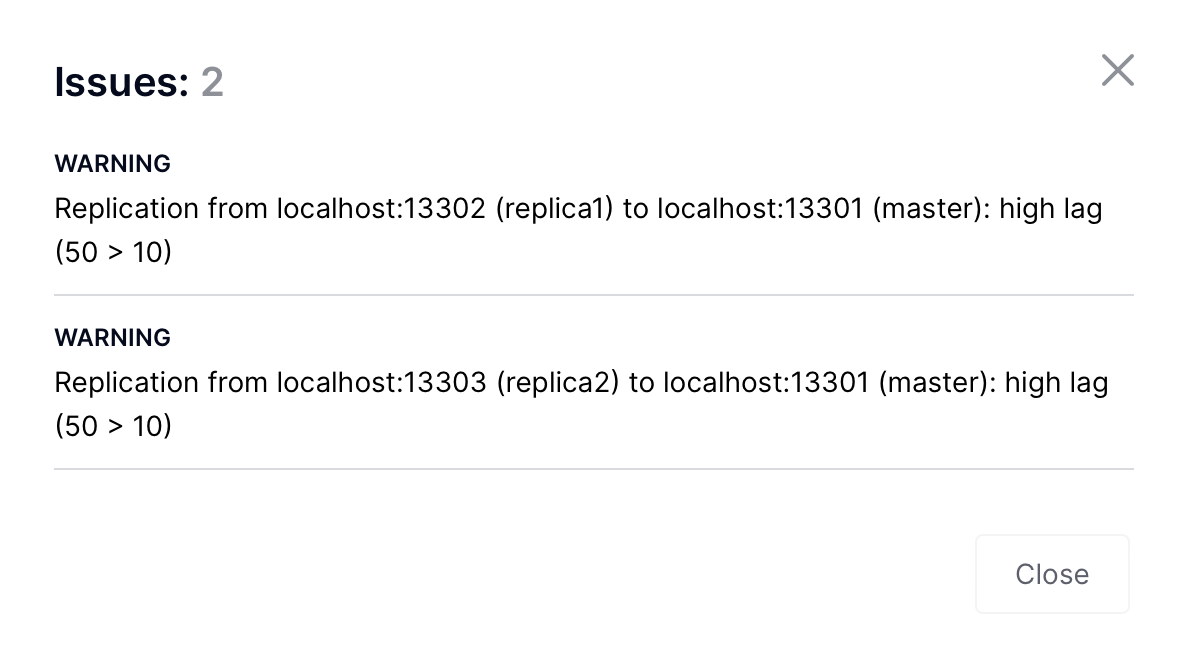 Issues: 2
WARNING
Replication from localhost:13302 (replica1) to localhost:13301 (master): high lag
(50 > 10)
WARNING
Replication from localhost:13303 (replica2) to localhost:13301 (master): high lag
(50 > 10)
Close